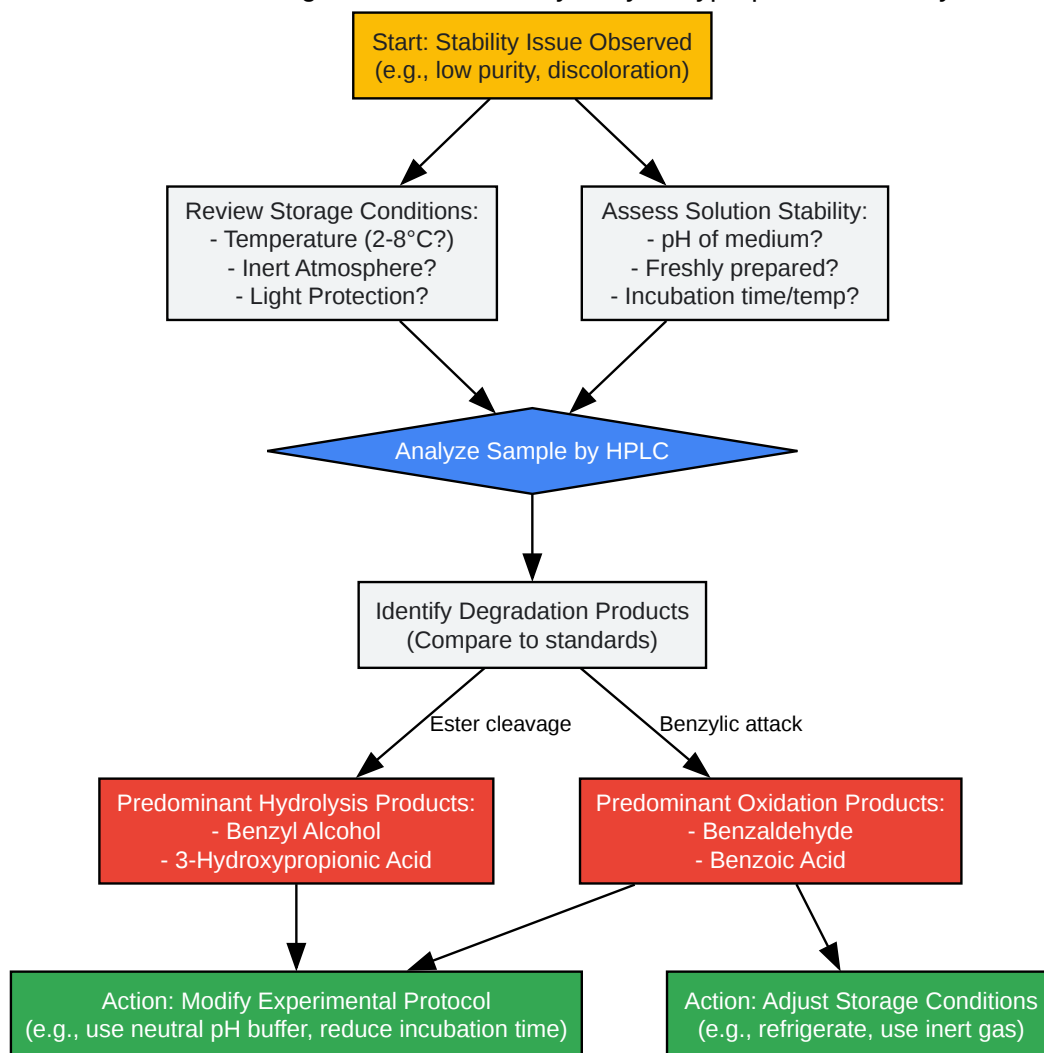 Start: Stability Issue Observed
(e.g., low purity, discoloration)
Review Storage Conditions:
- Temperature (2-8°C?)
- Inert Atmosphere?
- Light Protection?
Assess Solution Stability:
- pH of medium?
- Freshly prepared?
- Incubation time/temp?
Analyze Sample by HPLC
Identify Degradation Products
(Compare to standards)
Ester cleavage
Benzylic attack
Predominant Hydrolysis Products:
- Benzyl Alcohol
- 3-Hydroxypropionic Acid
Predominant Oxidation Products:
- Benzaldehyde
- Benzoic Acid
Action: Modify Experimental Protocol
(e.g., use neutral pH buffer, reduce incubation time)
Action: Adjust Storage Conditions
(e.g., refrigerate, use inert gas)